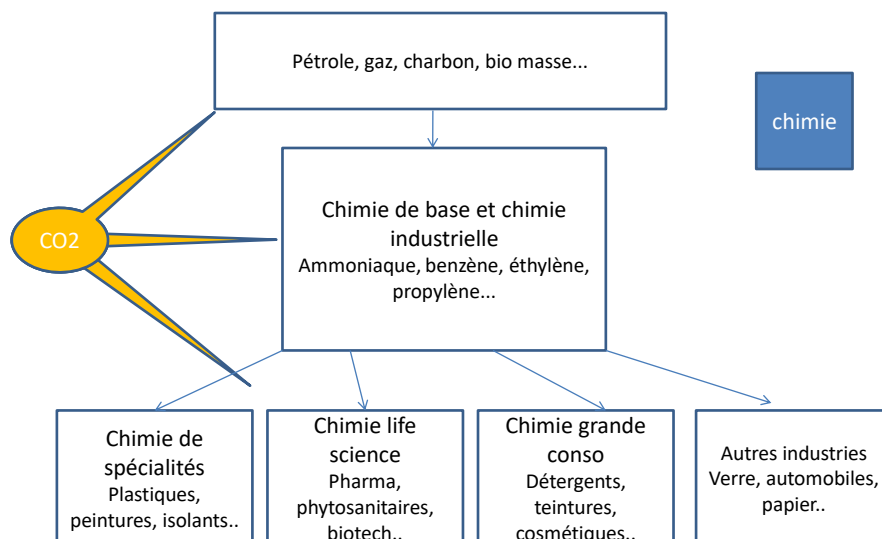 Pétrole, gaz, charbon, bio masse...
chimie
Chimie de base et chimie
industrielle
Ammoniaque, benzène, éthylène,
propylène...
CO2
Chimie de
spécialités
Plastiques,
peintures, isolants..
Chimie life
science
Pharma,
phytosanitaires,
biotech..
Chimie grande
conso
Détergents,
teintures,
cosmétiques..
Autres industries
Verre, automobiles,
papier..